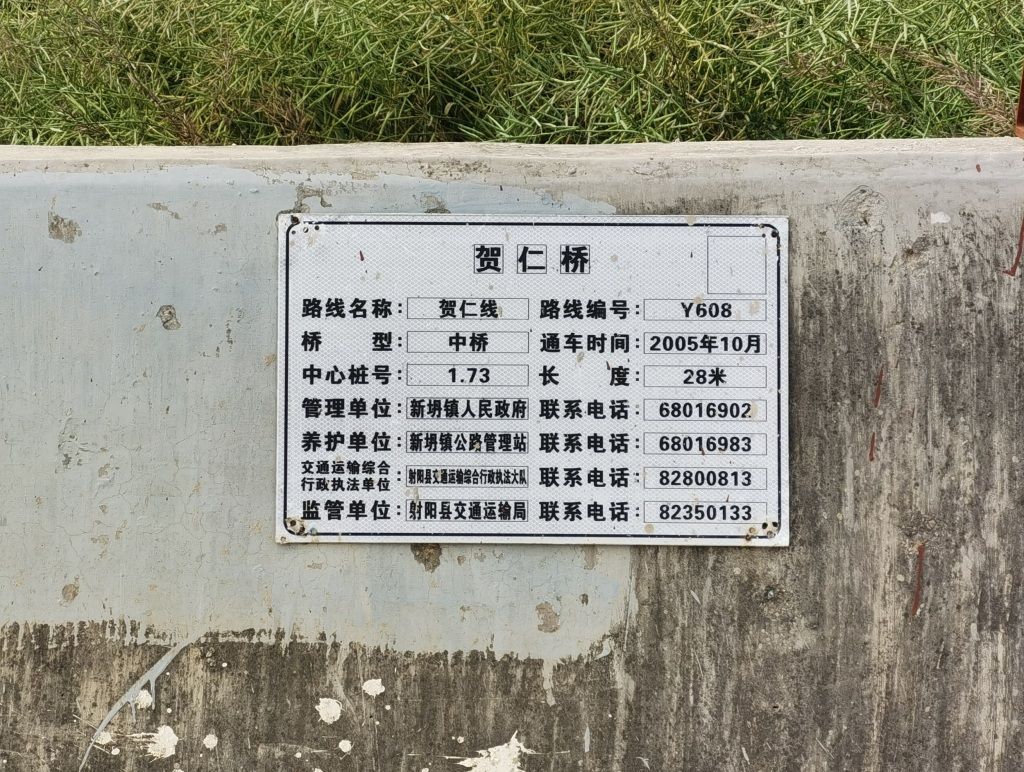 贺仁桥
路线名称：贺仁线 路线编号：Y608
桥型：中桥 通车时间：2005年10月
中心桩号：1.73 长度：28米
管理单位：新坍镇人民政府 联系电话：68016902
养护单位：新坍镇公路管理站 联系电话：68016983
交通运输综合行政执法单位：射阳县交通运输综合行政执法大队 联系电话：82800813
监管单位：射阳县交通运输局 联系电话：82350133